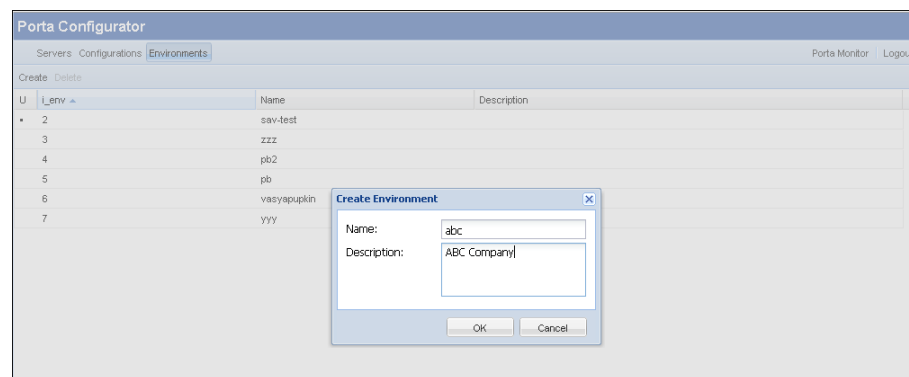 Porta Configurator
Servers Configurations Environments Porta Monitor Logou
Create Delete
U i_env Name Description
2 sav-test
3 zzz
4 pb2
5 pb
6 vasyapupkin
7 yyy
Create Environment
Name: abc
Description: ABC Company
OK Cancel